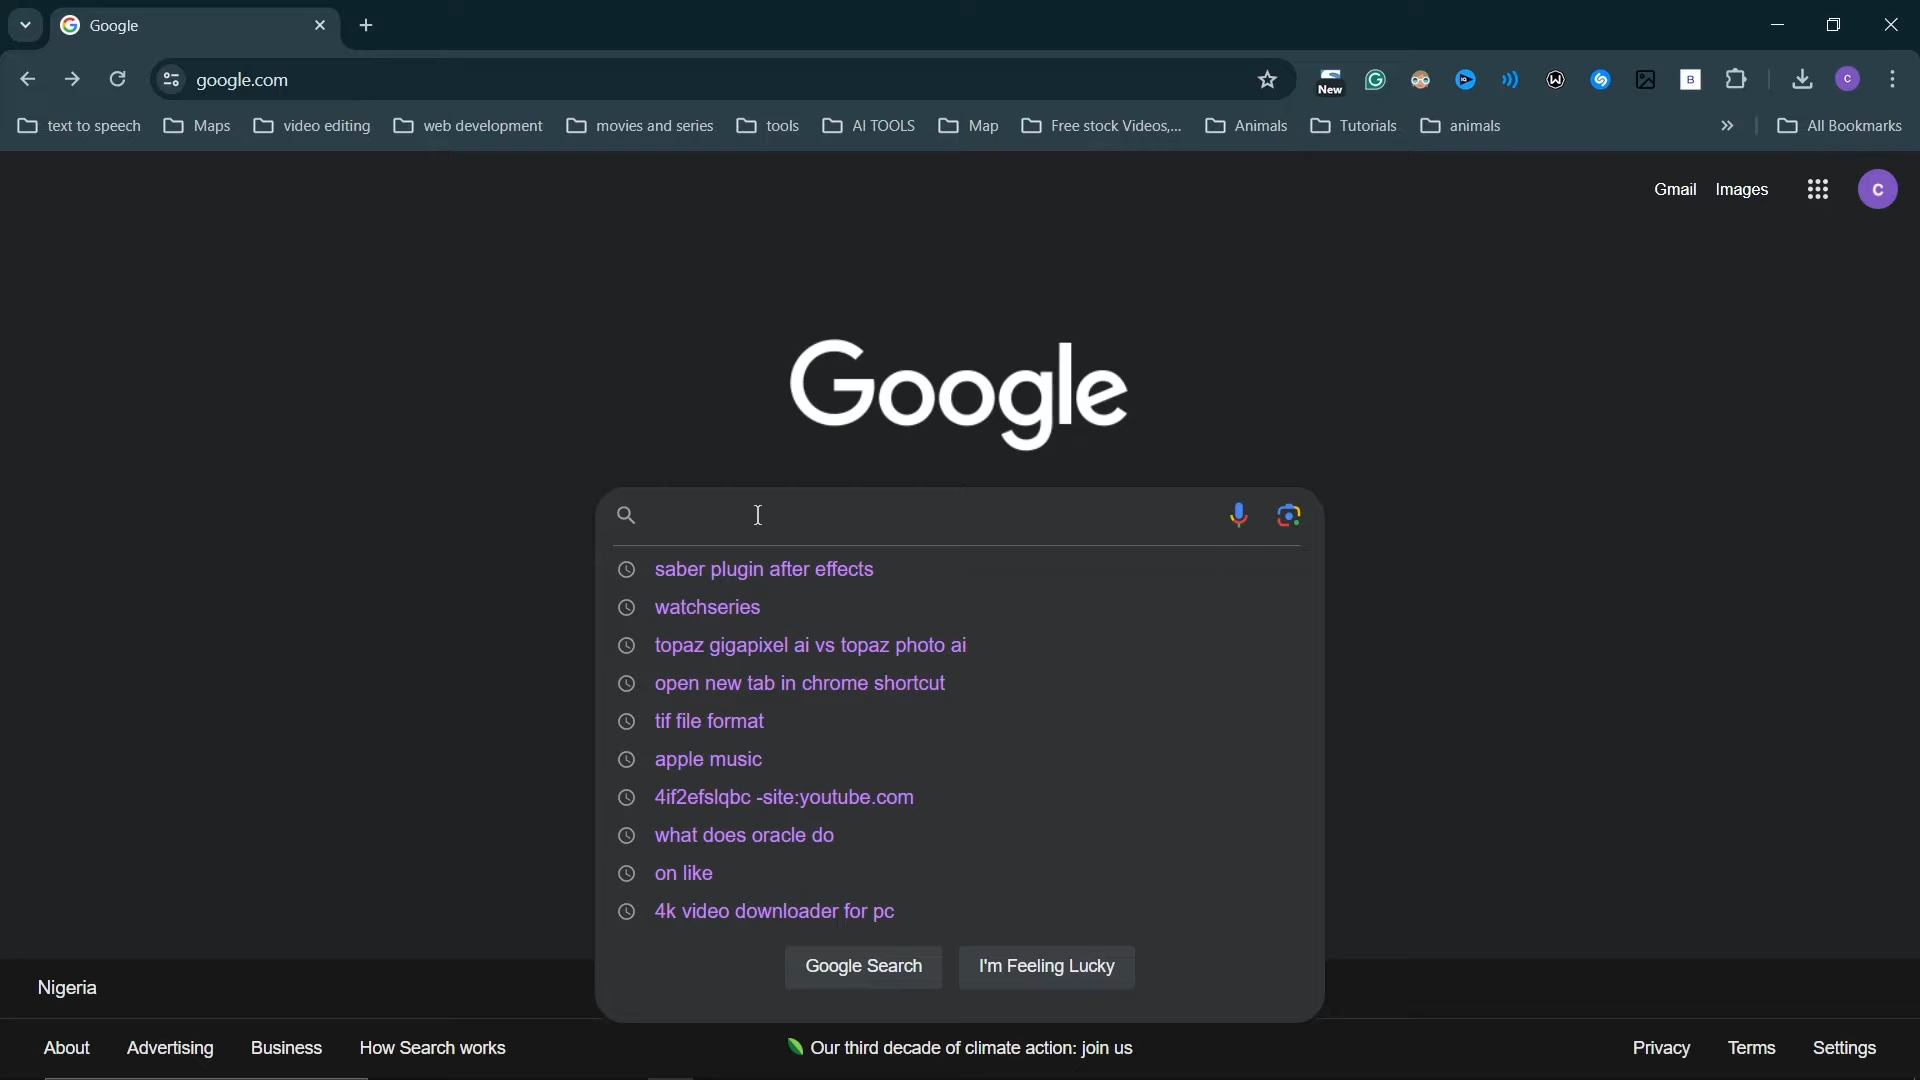 Google
google.com
New
B
C
text to speech
Maps
video editing
web development
movies and series
tools
AI TOOLS
Map
Free stock Videos,...
Animals
Tutorials
animals
All Bookmarks
Gmail
Images
C
Google
saber plugin after effects
watchseries
topaz gigapixel ai vs topaz photo ai
open new tab in chrome shortcut
tif file format
apple music
4if2efslqbc -site:youtube.com
what does oracle do
on like
4k video downloader for pc
Google Search
I'm Feeling Lucky
Nigeria
About
Advertising
Business
How Search works
Our third decade of climate action: join us
Privacy
Terms
Settings